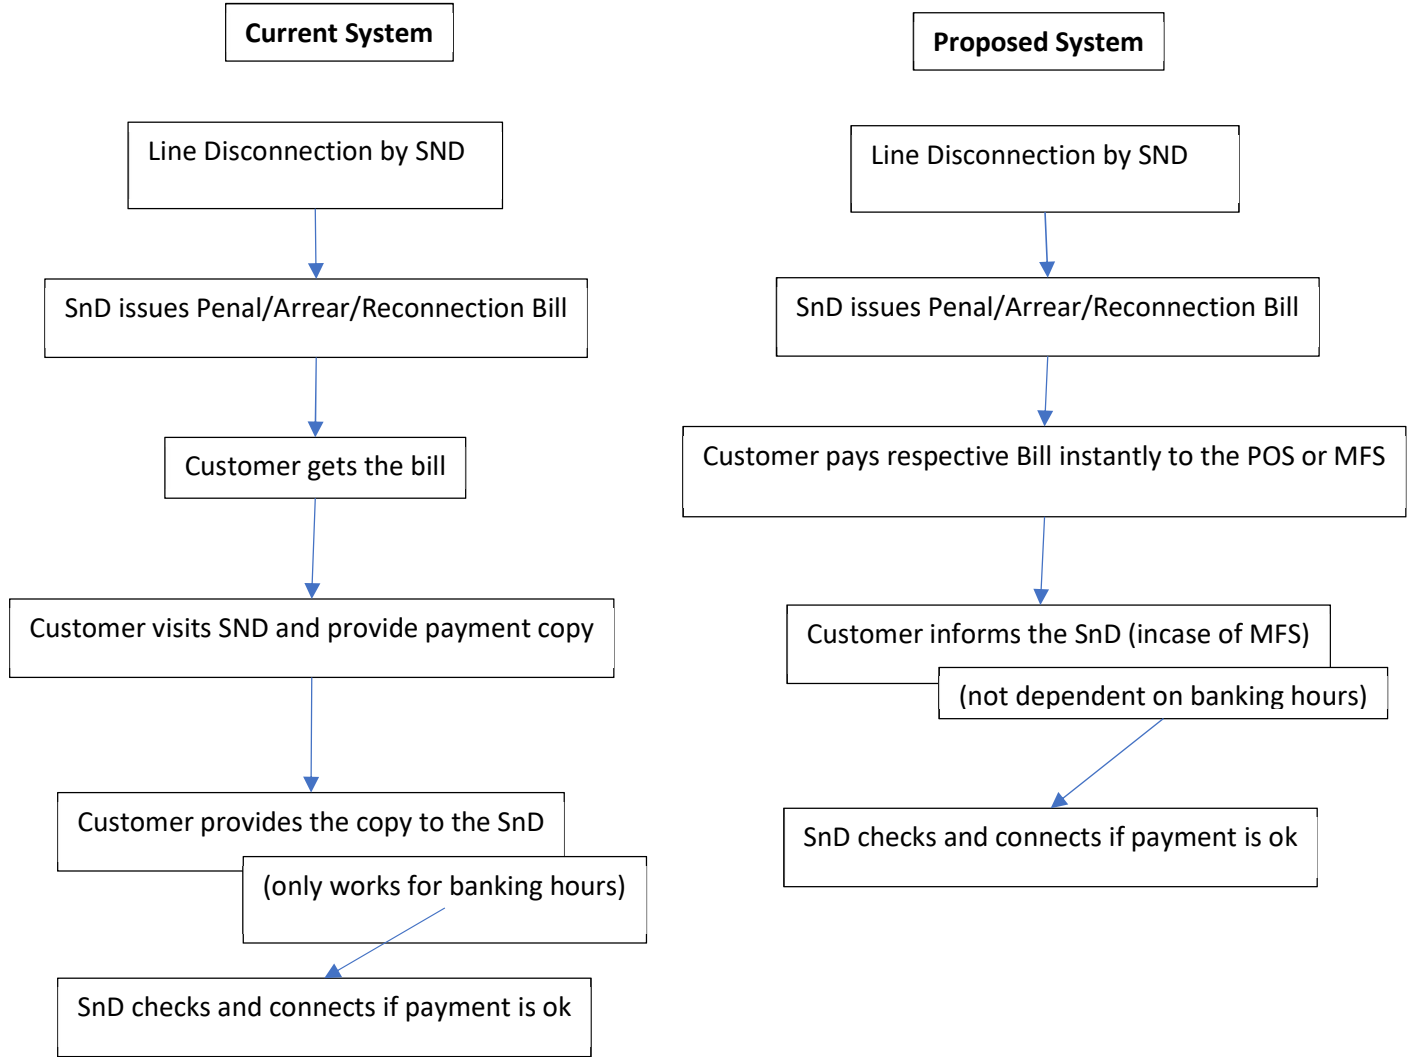 Current System
Line Disconnection by SND
SnD issues Penal/Arrear/Reconnection Bill
Customer gets the bill
Customer visits SND and provide payment copy
Customer provides the copy to the SnD
(only works for banking hours)
SnD checks and connects if payment is ok
Proposed System
Line Disconnection by SND
SnD issues Penal/Arrear/Reconnection Bill
Customer pays respective Bill instantly to the POS or MFS
Customer informs the SnD (incase of MFS)
(not dependent on banking hours)
SnD checks and connects if payment is ok